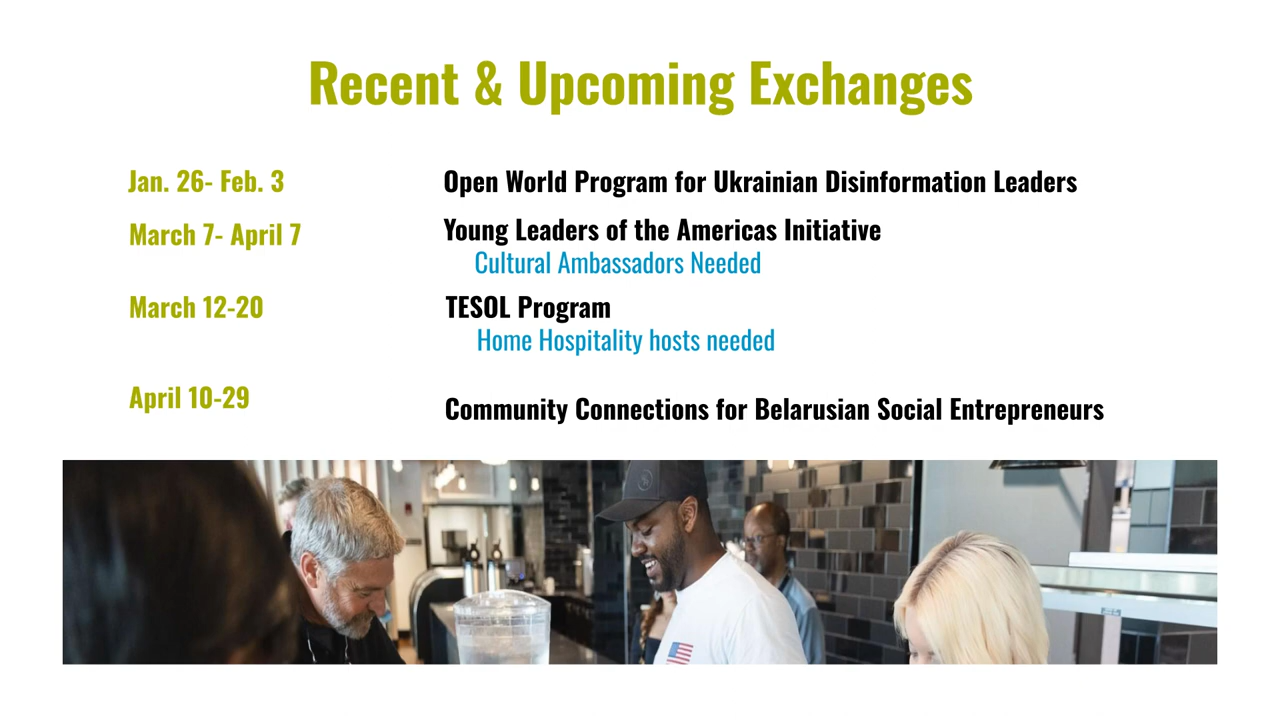 Recent & Upcoming Exchanges
Jan. 26- Feb. 3
Open World Program for Ukrainian Disinformation Leaders
March 7- April 7
Young Leaders of the Americas Initiative
Cultural Ambassadors Needed
March 12-20
TESOL Program
Home Hospitality hosts needed
April 10-29
Community Connections for Belarusian Social Entrepreneurs